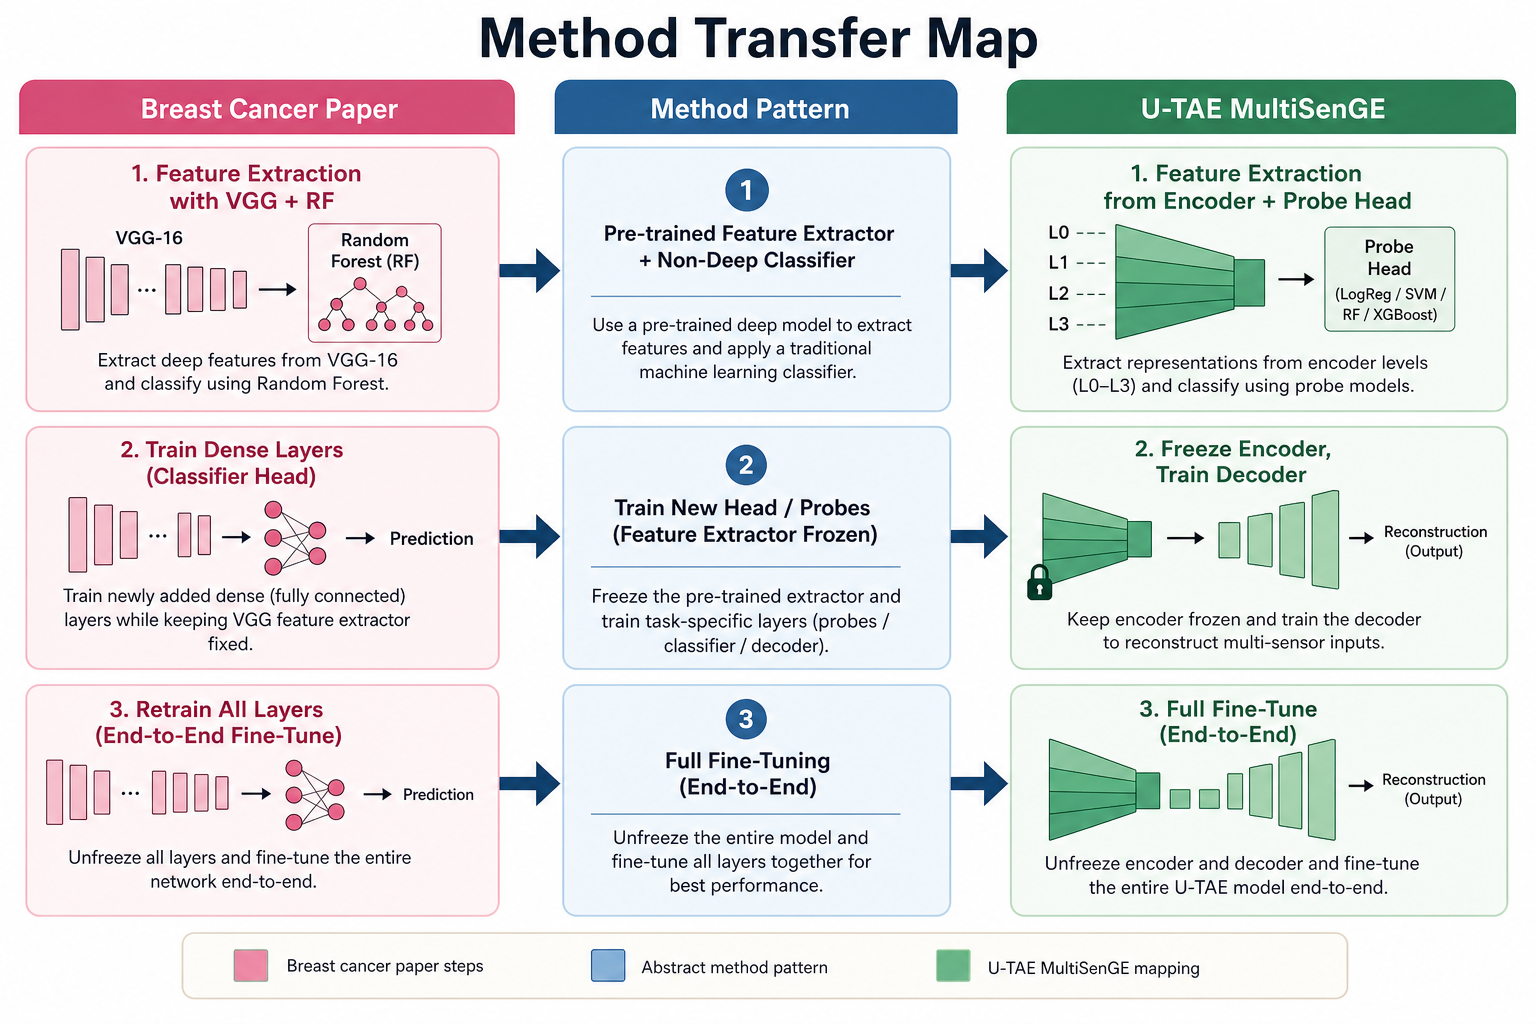 Method Transfer Map
Breast Cancer Paper
Method Pattern
U-TAE MultiSenGE
1. Feature Extraction
with VGG + RF
VGG-16
...
Random
Forest (RF)
Extract deep features from VGG-16
and classify using Random Forest.
1
Pre-trained Feature Extractor
+ Non-Deep Classifier
Use a pre-trained deep model to extract
features and apply a traditional
machine learning classifier.
1. Feature Extraction
from Encoder + Probe Head
L0
L1
L2
L3
Probe
Head
(LogReg / SVM /
RF / XGBoost)
Extract representations from encoder levels
(L0–L3) and classify using probe models.
2. Train Dense Layers
(Classifier Head)
...
Prediction
Train newly added dense (fully connected)
layers while keeping VGG feature extractor
fixed.
2
Train New Head / Probes
(Feature Extractor Frozen)
Freeze the pre-trained extractor and
train task-specific layers (probes /
classifier / decoder).
2. Freeze Encoder,
Train Decoder
Reconstruction
(Output)
Keep encoder frozen and train the decoder
to reconstruct multi-sensor inputs.
3. Retrain All Layers
(End-to-End Fine-Tune)
...
Prediction
Unfreeze all layers and fine-tune the entire
network end-to-end.
3
Full Fine-Tuning
(End-to-End)
Unfreeze the entire model and
fine-tune all layers together for
best performance.
3. Full Fine-Tune
(End-to-End)
Reconstruction
(Output)
Unfreeze encoder and decoder and fine-tune
the entire U-TAE model end-to-end.
Breast cancer paper steps
Abstract method pattern
U-TAE MultiSenGE mapping